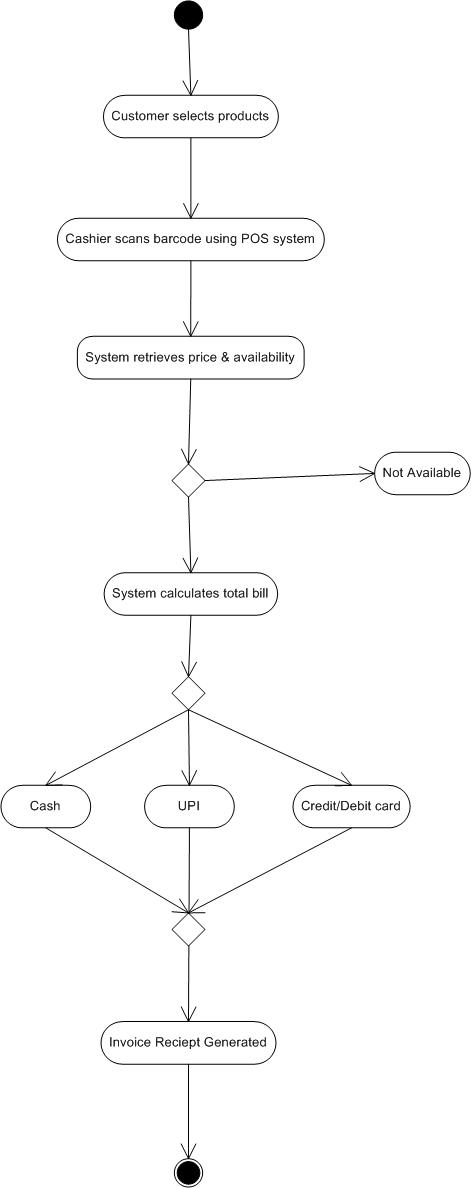 Customer selects products
Cashier scans barcode using POS system
System retrieves price & availability
Not Available
System calculates total bill
Cash
UPI
Credit/Debit card
Invoice Reciept Generated